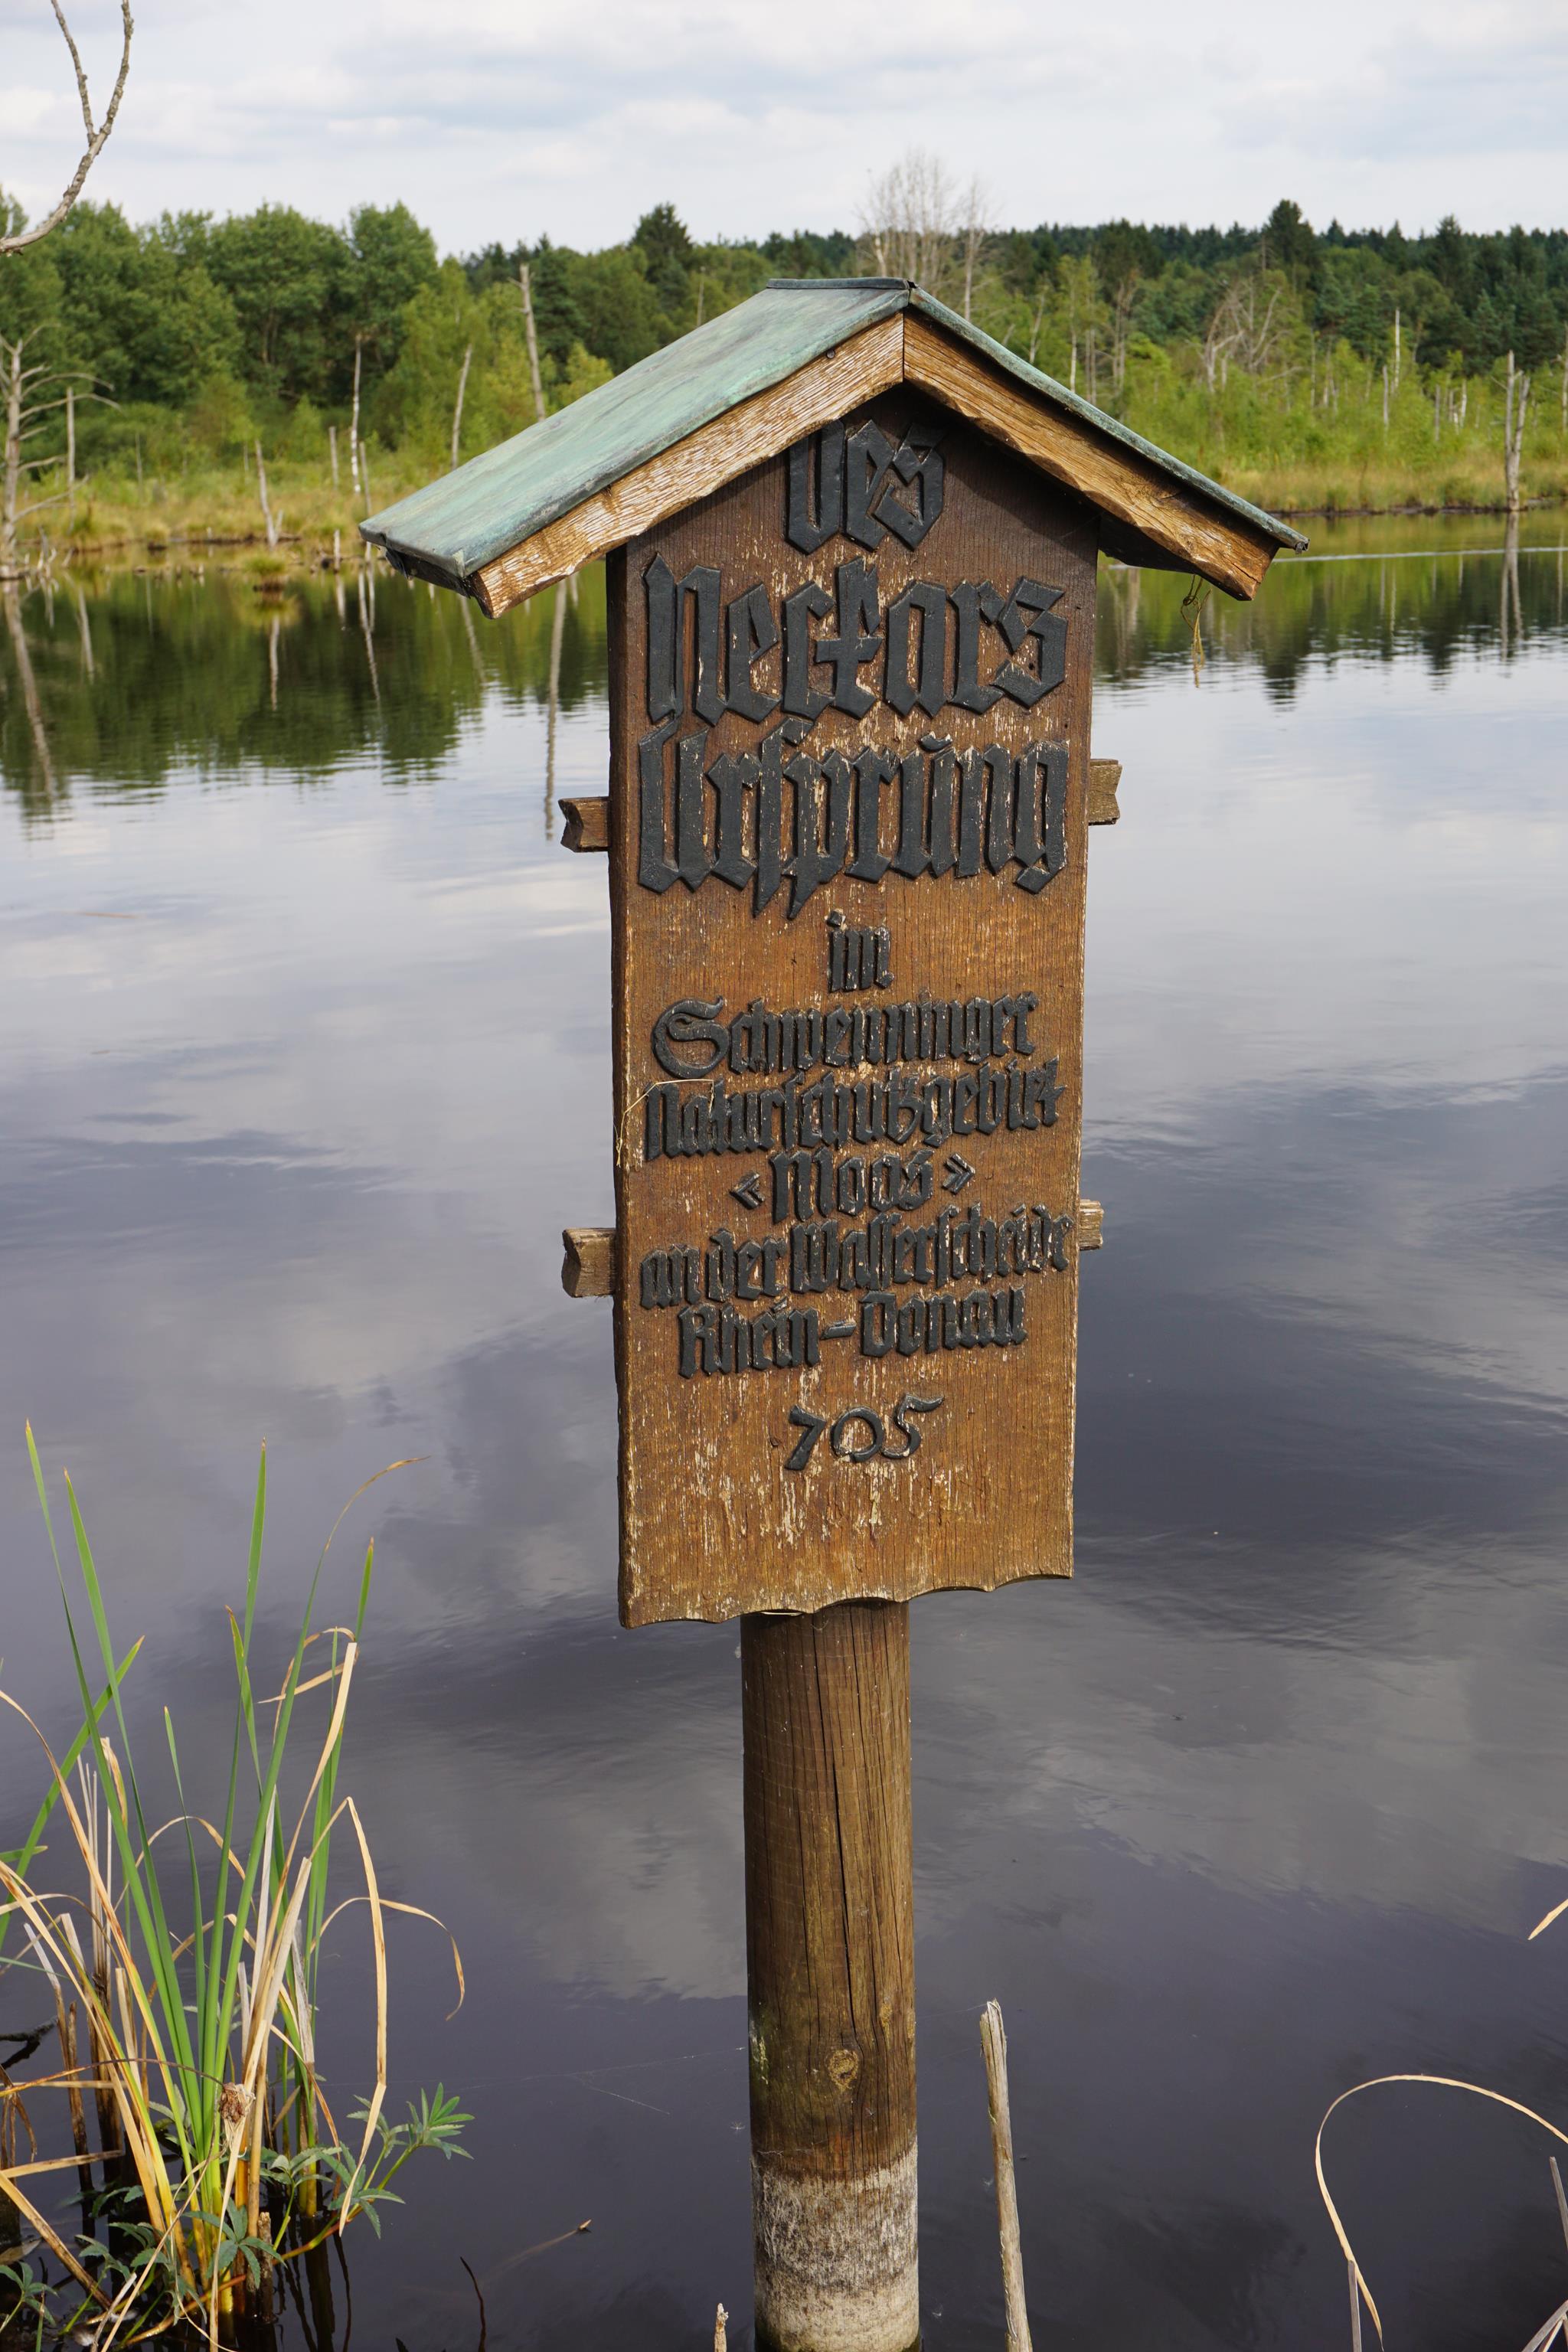 Des
Neckars
Ursprung
im
Schwenninger
Naturschutzgebiet
«Moos»
an der Wasserscheide
Rhein-Donau
705